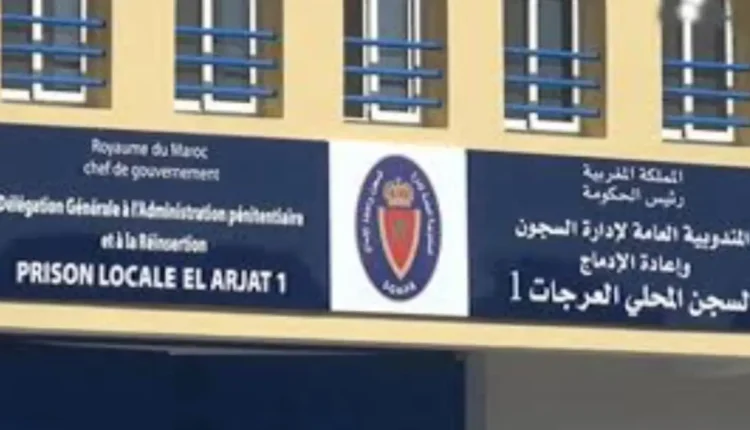 Royaume du Maroc
chef de gouvernement
Délégation Générale à l'Administration pénitentiaire
et à la Réinsertion
PRISON LOCALE EL ARJAT 1
المملكة المغربية
رئيس الحكومة
المندوبية العامة لإدارة السجون
وإعادة الإدماج
السجن المحلي العرجات 1